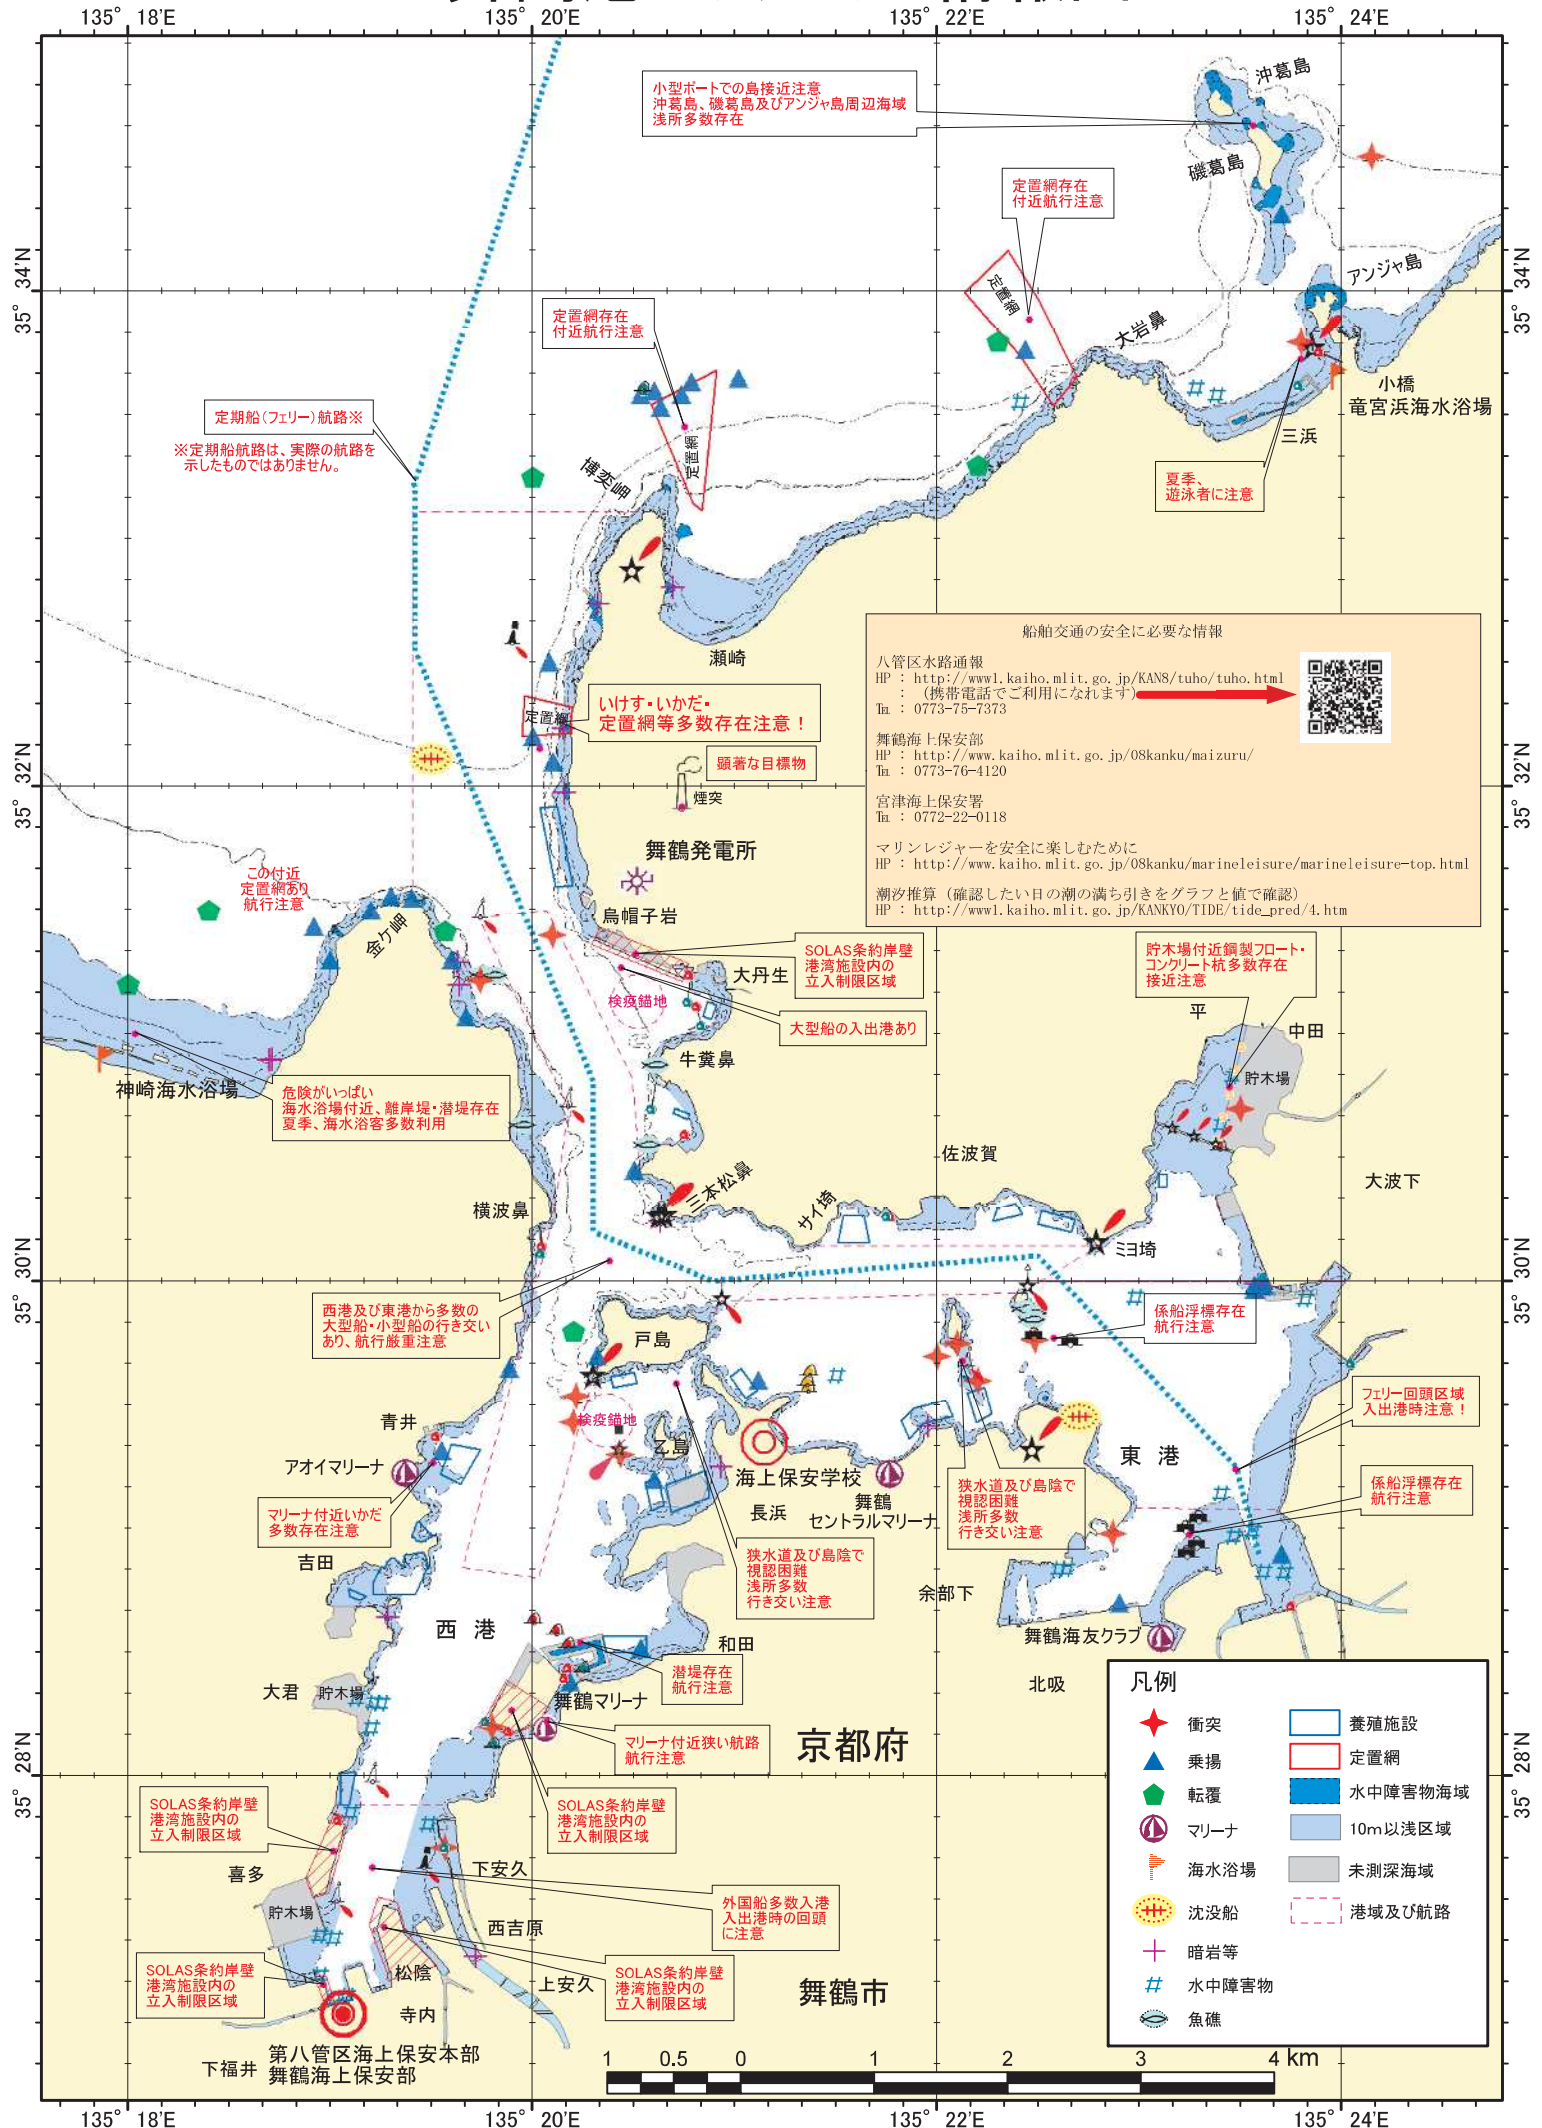 135° 18'E
135° 20'E
135° 22'E
135° 24'E
沖葛島
小型ボートでの島接近注意
沖葛島、磯葛島及びアンジャ島周辺海域
浅所多数存在
磯葛島
定置網存在
付近航行注意
アンジャ島
35° 34'N
35° 34'N
定置網
定置網存在
付近航行注意
大岩鼻
小橋
竜宮浜海水浴場
定期船(フェリー)航路※
※定期船航路は、実際の航路を
示したものではありません。
三浜
定置網
博奕岬
夏季、
遊泳者に注意
瀬崎
船舶交通の安全に必要な情報
八管区水路通報
HP : http://www1.kaiho.mlit.go.jp/KAN8/tuho/tuho.html
: (携帯電話でご利用になれます)
℡ : 0773-75-7373
舞鶴海上保安部
HP : http://www.kaiho.mlit.go.jp/08kanku/maizuru/
℡ : 0773-76-4120
宮津海上保安署
℡ : 0772-22-0118
マリンレジャーを安全に楽しむために
HP : http://www.kaiho.mlit.go.jp/08kanku/marineleisure/marineleisure-top.html
潮汐推算 (確認したい日の潮の満ち引きをグラフと値で確認)
HP : http://www1.kaiho.mlit.go.jp/KANKYO/TIDE/tide_pred/4.htm
定置網
いけす・いかだ・
定置網等多数存在注意！
顕著な目標物
煙突
35° 32'N
35° 32'N
舞鶴発電所
この付近
定置網あり
航行注意
金ケ岬
烏帽子岩
SOLAS条約岸壁
港湾施設内の
立入制限区域
大丹生
検疫錨地
大型船の入出港あり
貯木場付近鋼製フロート・
コンクリート杭多数存在
接近注意
平
中田
貯木場
牛糞鼻
神崎海水浴場
危険がいっぱい
海水浴場付近、離岸堤・潜堤存在
夏季、海水浴客多数利用
佐波賀
大波下
三本松鼻
横波鼻
サイ埼
ミヨ埼
35° 30'N
35° 30'N
西港及び東港から多数の
大型船・小型船の行き交い
あり、航行厳重注意
戸島
係船浮標存在
航行注意
フェリー回頭区域
入出港時注意！
青井
検疫錨地
乙島
アオイマリーナ
海上保安学校
東 港
舞鶴
セントラルマリーナ
長浜
狭水道及び島陰で
視認困難
浅所多数
行き交い注意
係船浮標存在
航行注意
マリーナ付近いかだ
多数存在注意
吉田
狭水道及び島陰で
視認困難
浅所多数
行き交い注意
余部下
西 港
和田
舞鶴海友クラブ
潜堤存在
航行注意
北吸
大君
貯木場
舞鶴マリーナ
マリーナ付近狭い航路
航行注意
京都府
35° 28'N
35° 28'N
SOLAS条約岸壁
港湾施設内の
立入制限区域
SOLAS条約岸壁
港湾施設内の
立入制限区域
喜多
下安久
貯木場
外国船多数入港
入出港時の回頭
に注意
西吉原
SOLAS条約岸壁
港湾施設内の
立入制限区域
松陰
SOLAS条約岸壁
港湾施設内の
立入制限区域
上安久
舞鶴市
寺内
第八管区海上保安本部
舞鶴海上保安部
下福井
凡例
衝突
乗揚
転覆
マリーナ
海水浴場
沈没船
暗岩等
水中障害物
魚礁
養殖施設
定置網
水中障害物海域
10m以浅区域
未測深海域
港域及び航路
1 0.5 0 1 2 3 4 km
135° 18'E
135° 20'E
135° 22'E
135° 24'E